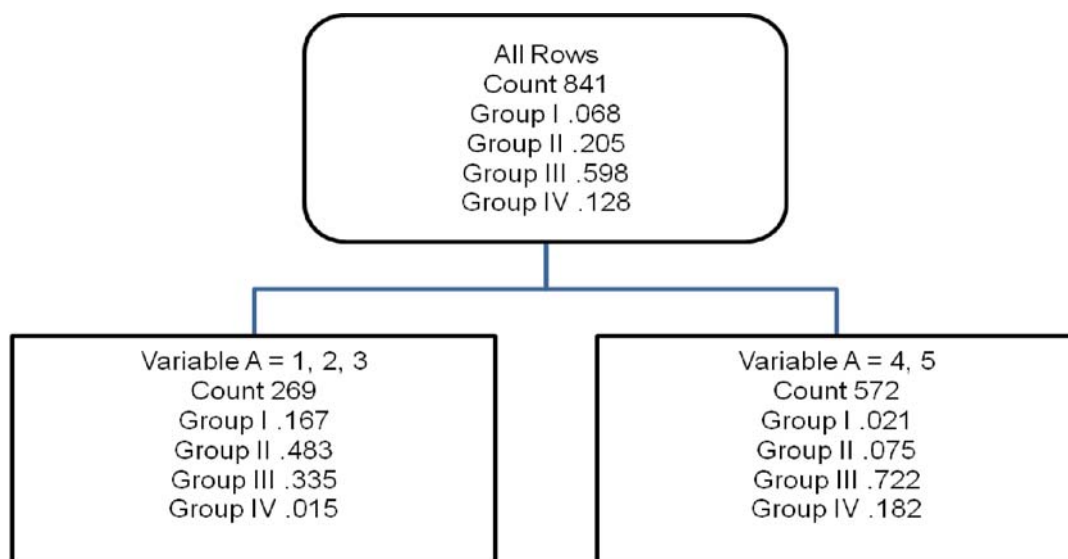 All Rows
Count 841
Group I .068
Group II .205
Group III .598
Group IV .128
Variable A = 1, 2, 3
Count 269
Group I .167
Group II .483
Group III .335
Group IV .015
Variable A = 4, 5
Count 572
Group I .021
Group II .075
Group III .722
Group IV .182